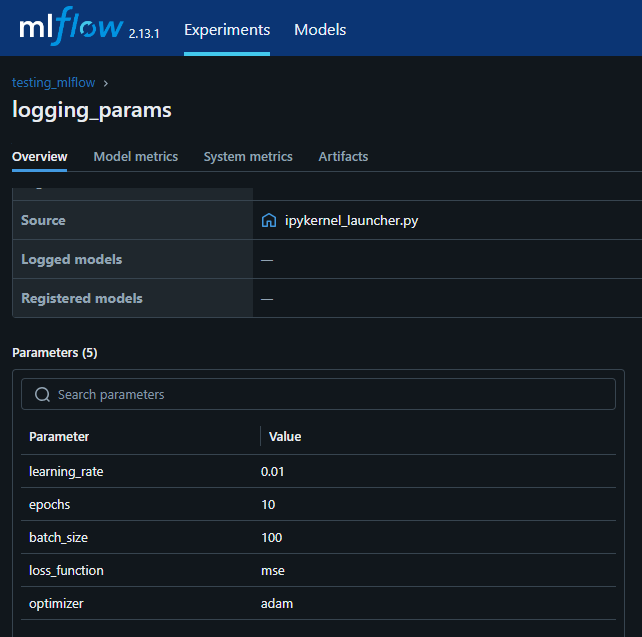 mlflow 2.13.1 Experiments Models
testing_mlflow >
logging_params
Overview Model metrics System metrics Artifacts
Source ipykernel_launcher.py
Logged models —
Registered models —
Parameters (5)
Search parameters
Parameter Value
learning_rate 0.01
epochs 10
batch_size 100
loss_function mse
optimizer adam